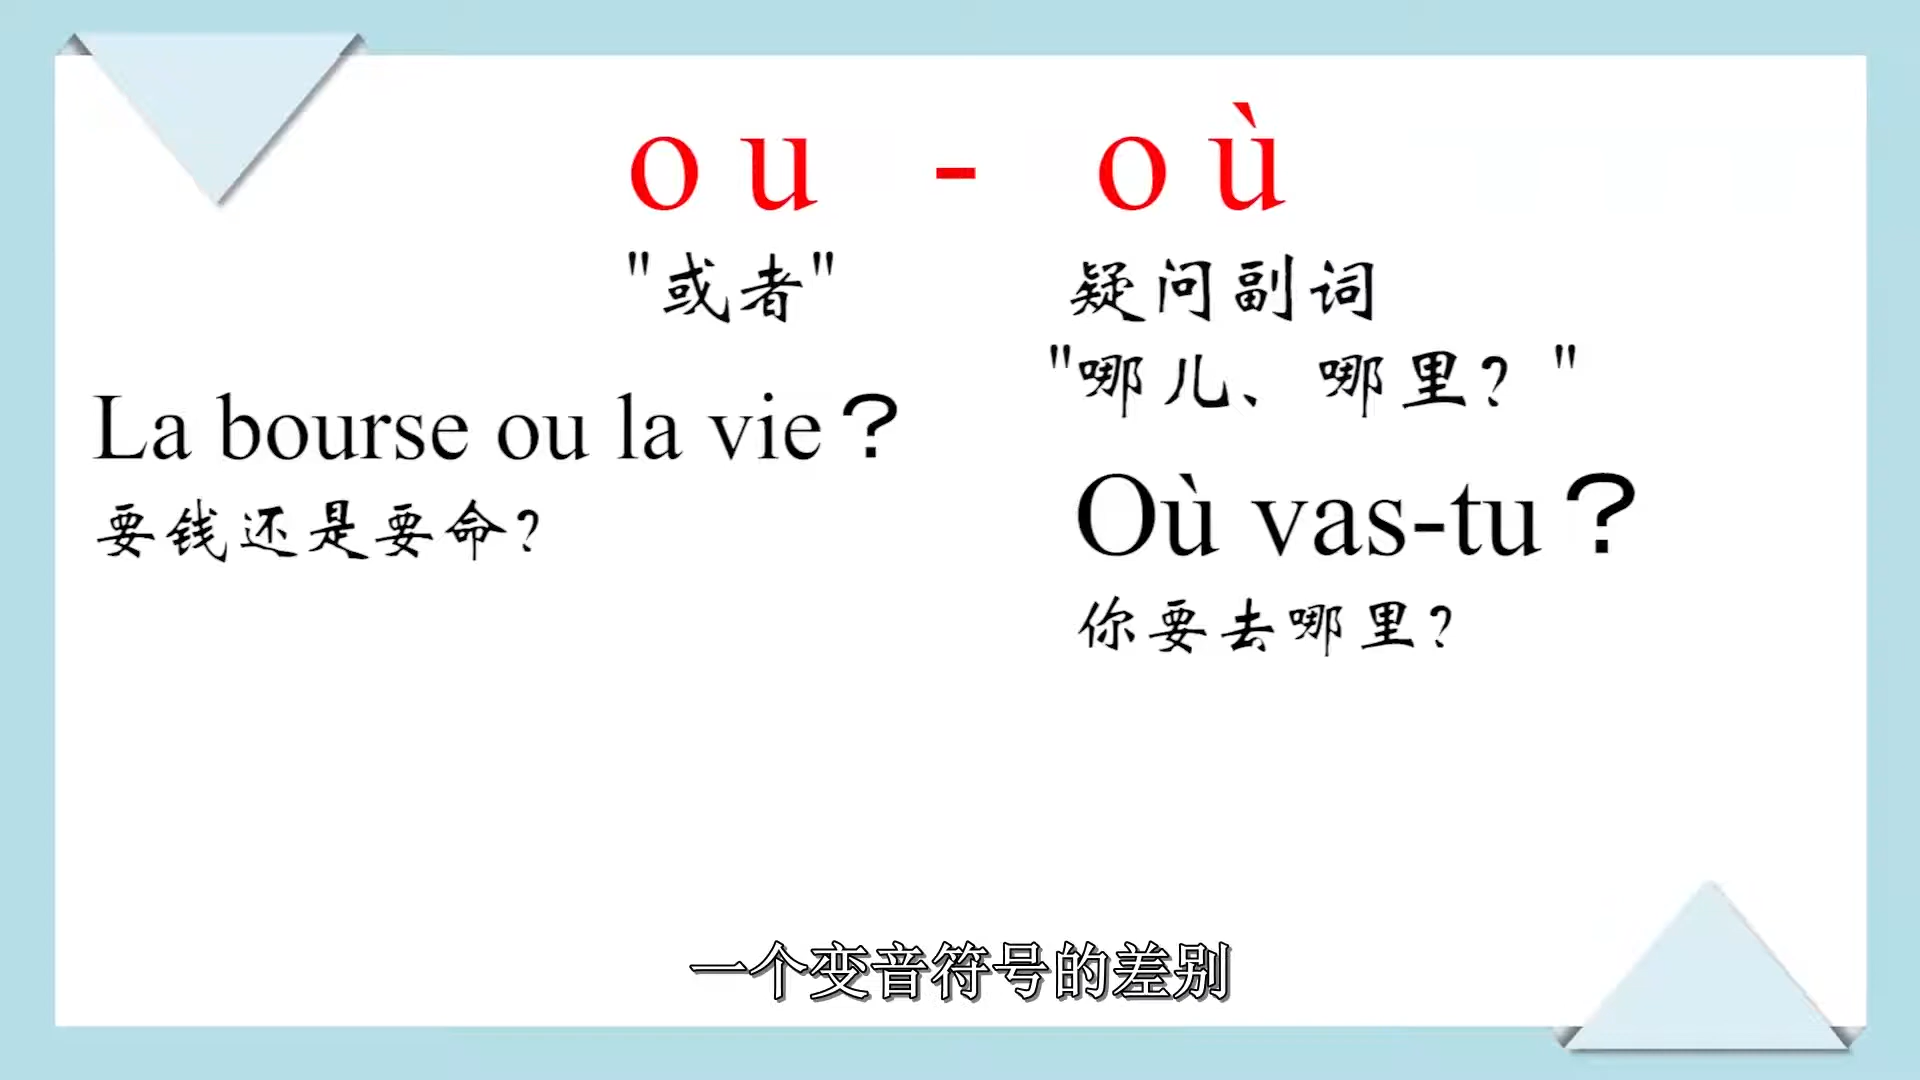 ou - où
"或者"
疑问副词
"哪儿、哪里？"
La bourse ou la vie？
要钱还是要命？
Où vas-tu？
你要去哪里？
一个变音符号的差别